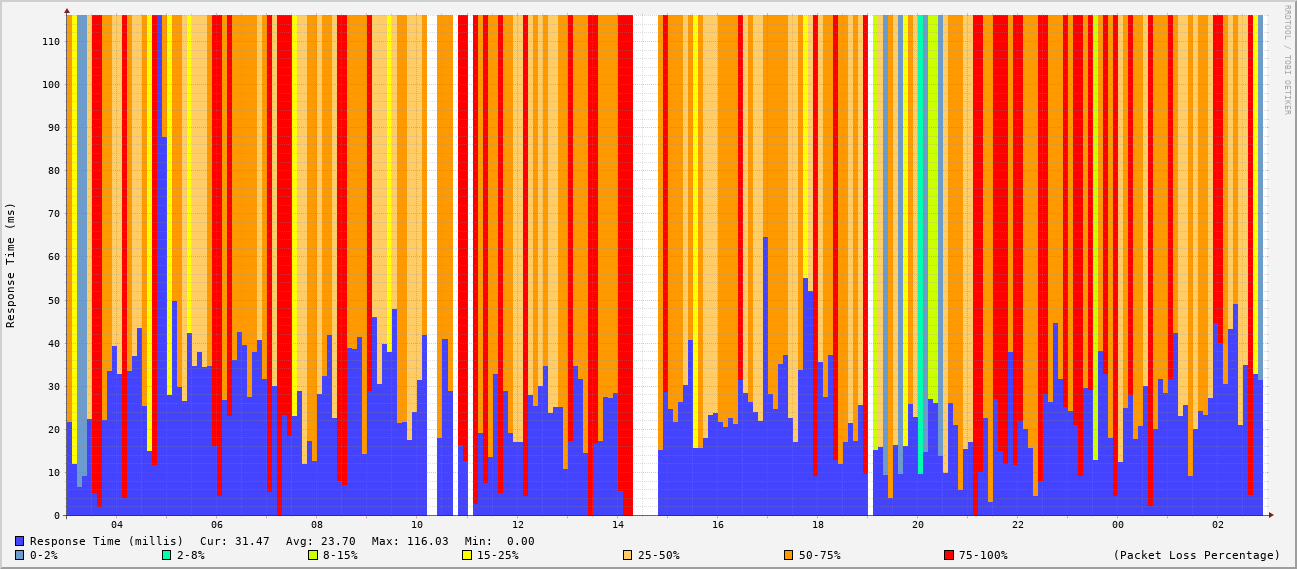 RRDTOOL / TOBI OETIKER
Response Time (ms)
110
100
90
80
70
60
50
40
30
20
10
0
04 06 08 10 12 14 16 18 20 22 00 02
Response Time (millis) Cur: 31.47 Avg: 23.70 Max: 116.03 Min: 0.00
0-2% 2-8% 8-15% 15-25% 25-50% 50-75% 75-100% (Packet Loss Percentage)